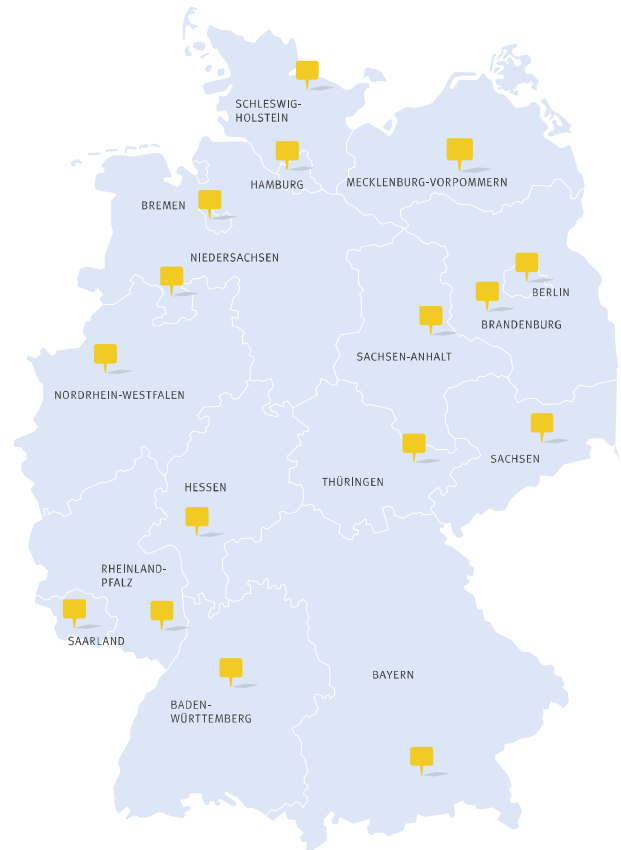 SCHLESWIG-
HOLSTEIN
HAMBURG
MECKLENBURG-VORPOMMERN
BREMEN
NIEDERSACHSEN
BERLIN
BRANDENBURG
SACHSEN-ANHALT
NORDRHEIN-WESTFALEN
SACHSEN
THÜRINGEN
HESSEN
RHEINLAND-
PFALZ
SAARLAND
BAYERN
BADEN-
WÜRTTEMBERG